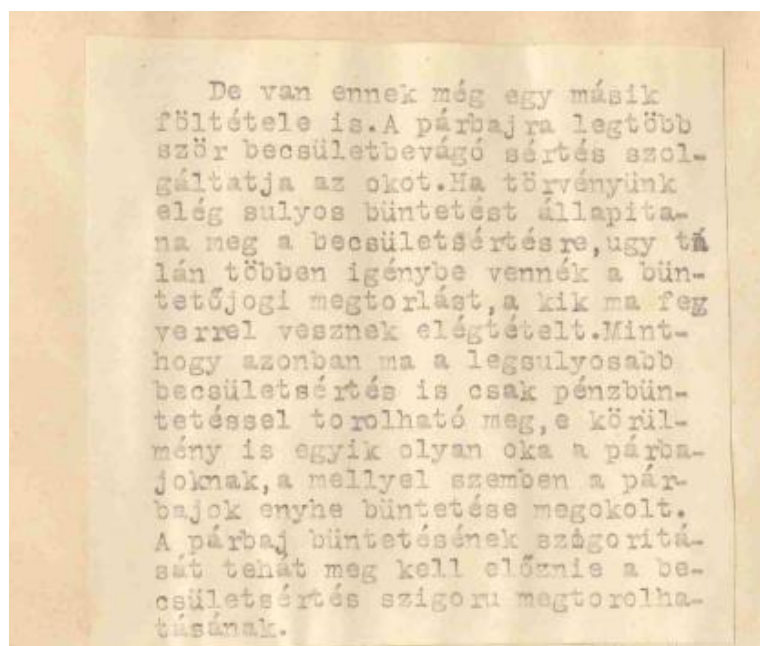 De van ennek még egy másik
föltétele is.A párbajra legtöbb
ször becsületbevágó sértés szol-
gáltatja az okot.Ha törvényünk
elég sulyos büntetést állapita-
na meg a becsületsértésre,ugy tá
lán többen igénybe vennék a bün-
tetőjogi megtorlást,a kik ma feg
verrel vesznek elégtételt.Mint-
hogy azonban ma a legsulyosabb
becsületsértés is csak pénzbün-
tetéssel torolható meg,e körül-
mény is egyik olyan oka a párba-
joknak,a mellyel szemben a pár-
bajok enyhe büntetése megokolt.
A párbaj büntetésének szigoritá-
sát tehát meg kell előznie a be-
csületsértés szigoru megtorolha-
tásának.